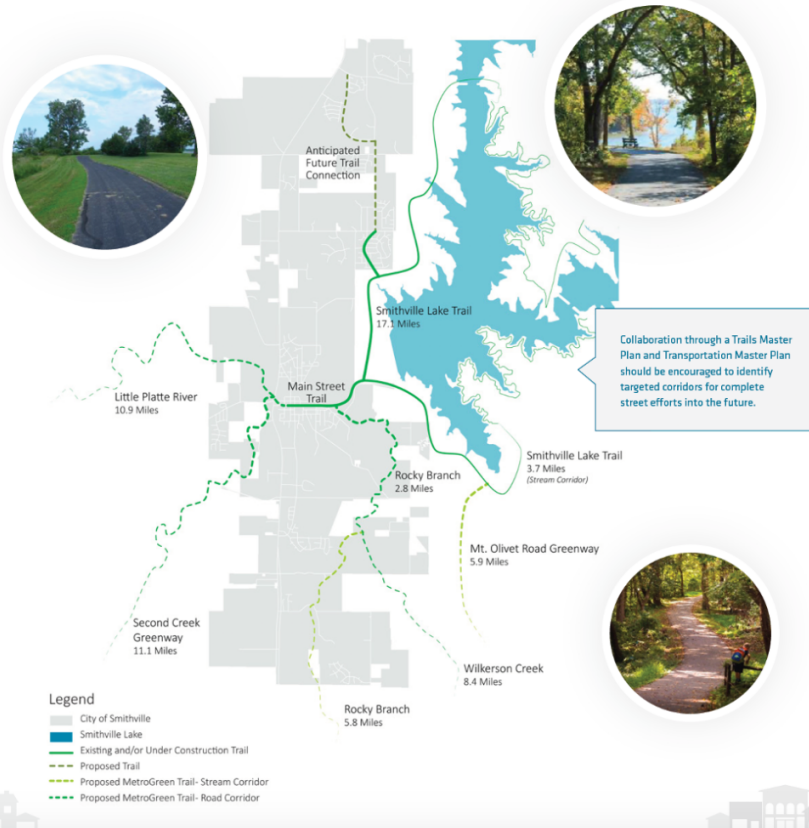 Anticipated
Future Trail
Connection
Smithville Lake Trail
17.1 Miles
Collaboration through a Trails Master
Plan and Transportation Master Plan
should be encouraged to identify
targeted corridors for complete
street efforts into the future.
Little Platte River
10.9 Miles
Main Street
Trail
Smithville Lake Trail
3.7 Miles
(Stream Corridor)
Rocky Branch
2.8 Miles
Mt. Olivet Road Greenway
5.9 Miles
Second Creek
Greenway
11.1 Miles
Wilkerson Creek
8.4 Miles
Rocky Branch
5.8 Miles
Legend
City of Smithville
Smithville Lake
Existing and/or Under Construction Trail
Proposed Trail
Proposed MetroGreen Trail- Stream Corridor
Proposed MetroGreen Trail- Road Corridor